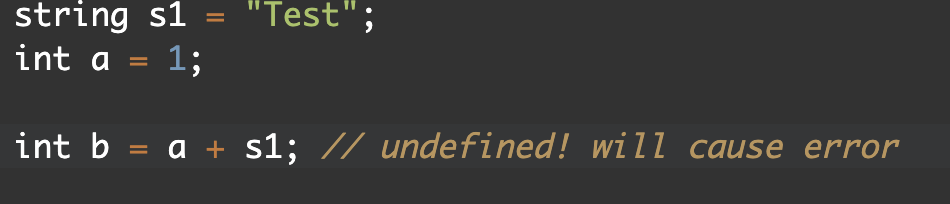 string s1 = "Test";
int a = 1;
int b = a + s1; // undefined! will cause error